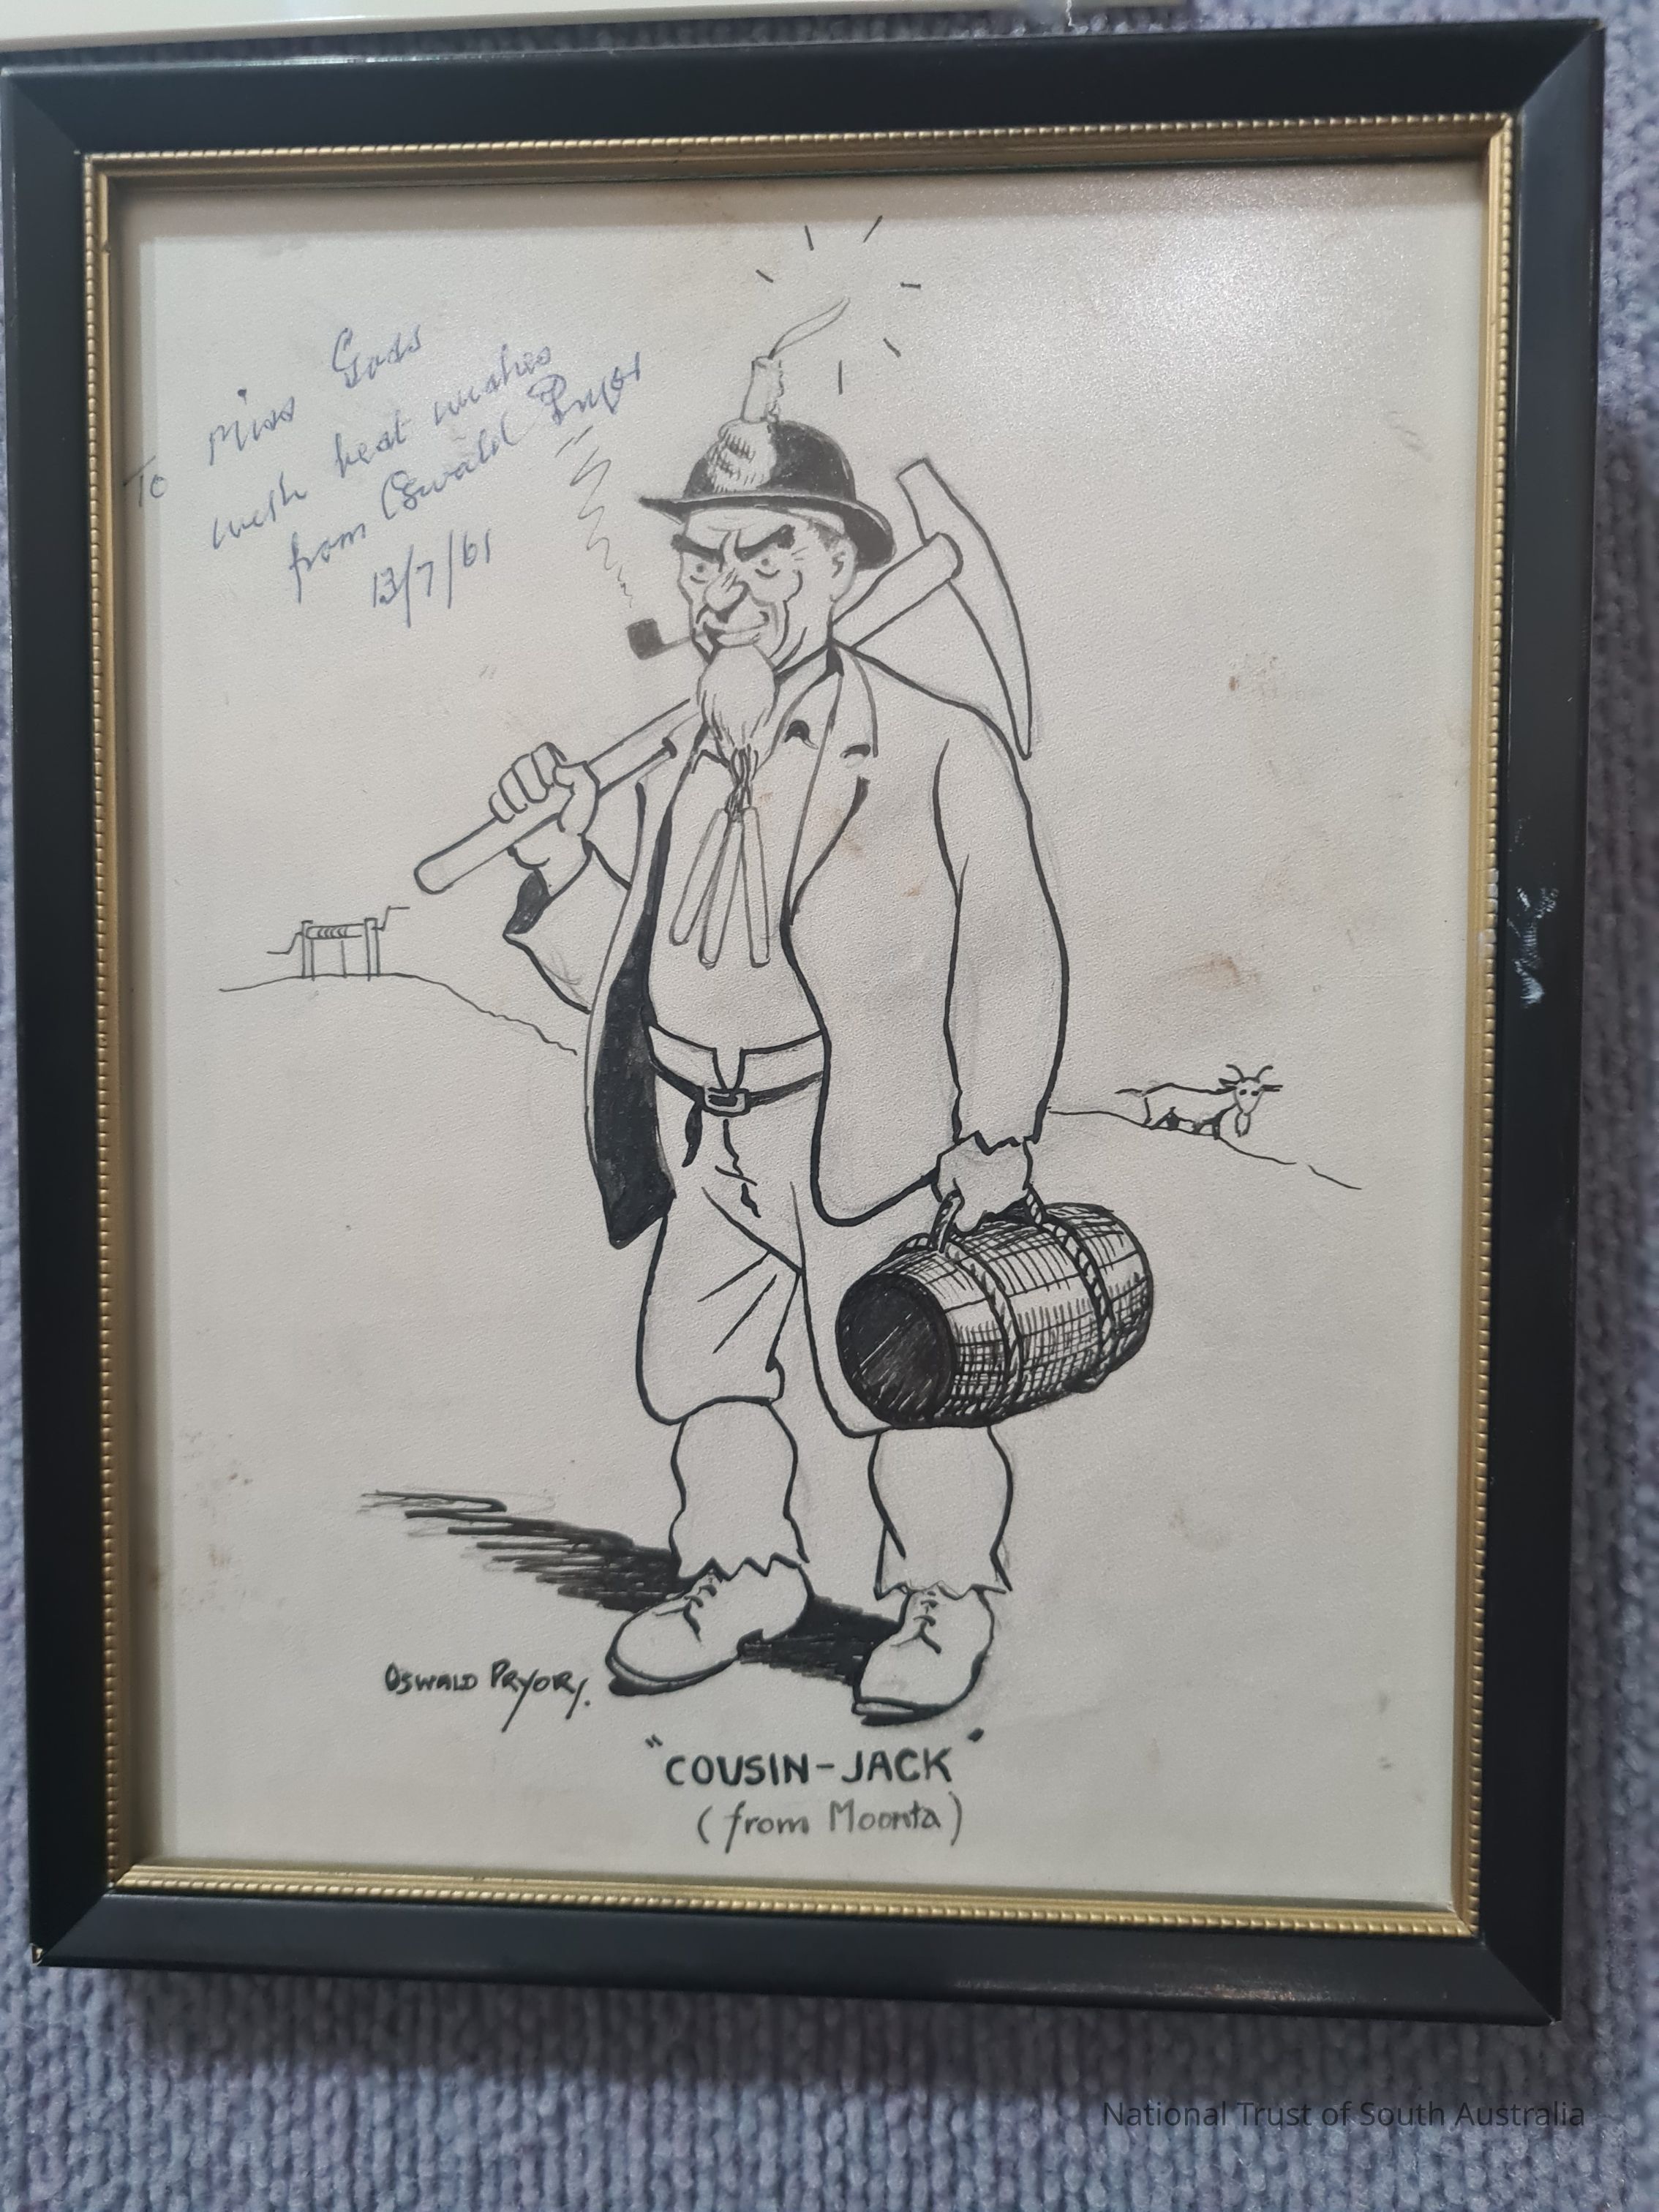 To Miss
with best wishes
from Oswald Pryor
13/7/61
OSWALD PRYOR.
"COUSIN-JACK"
(from Moonta)
National Trust of South Australia